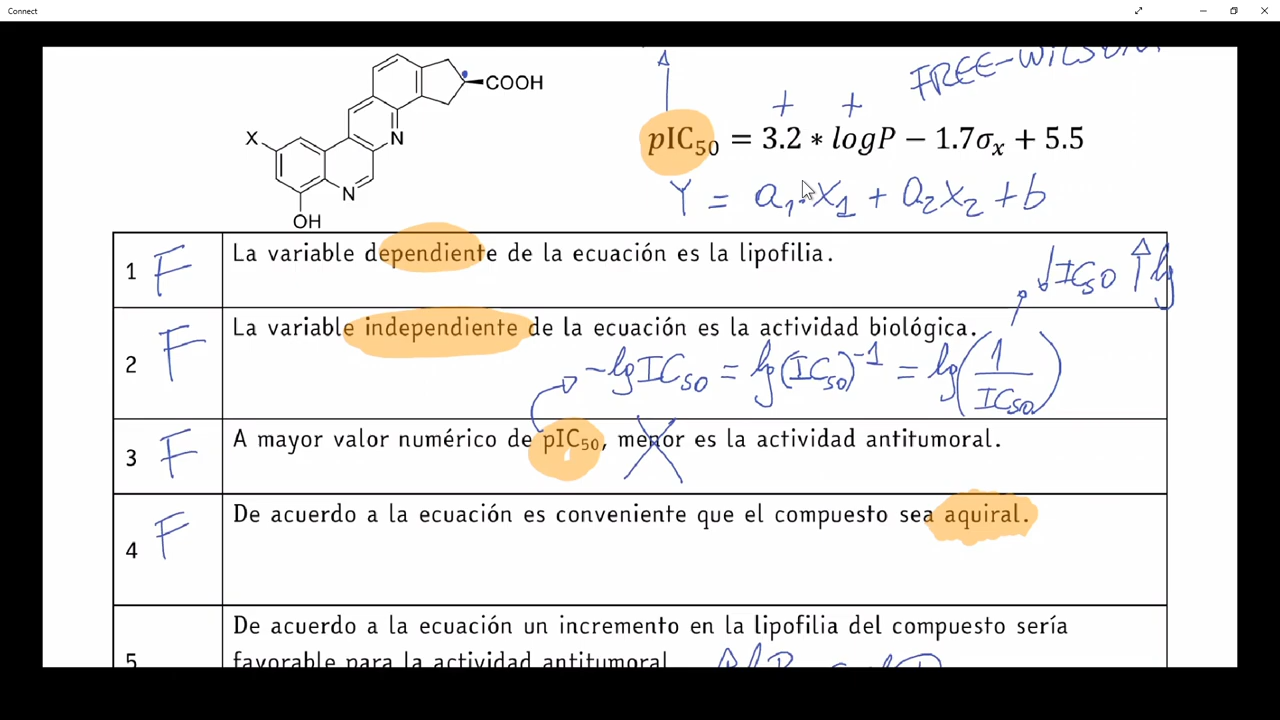 Connect
FREE-WILSON
COOH
X
N
N
OH
+ +
pIC₅₀ = 3.2 * logP − 1.7σₓ + 5.5
Y = a₁·X₁ + a₂X₂ + b
1 F La variable dependiente de la ecuación es la lipofilia.
↓IC50 ↑lg
2 F La variable independiente de la ecuación es la actividad biológica.
-lgIC50 = lg(IC50)⁻¹ = lg(1/IC50)
3 F A mayor valor numérico de pIC₅₀, menor es la actividad antitumoral.
4 F De acuerdo a la ecuación es conveniente que el compuesto sea aquiral.
5 De acuerdo a la ecuación un incremento en la lipofilia del compuesto sería
favorable para la actividad antitumoral